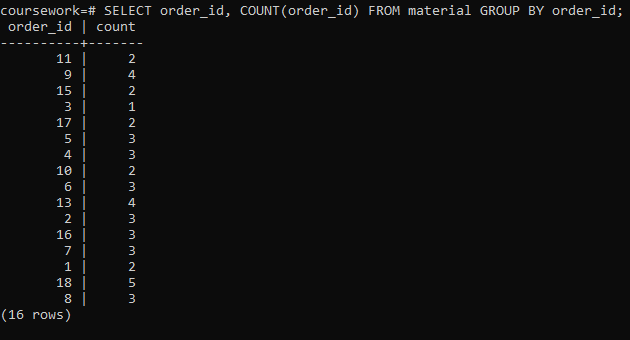 coursework=# SELECT order_id, COUNT(order_id) FROM material GROUP BY order_id;
 order_id | count
----------+-------
       11 |     2
        9 |     4
       15 |     2
        3 |     1
       17 |     2
        5 |     3
        4 |     3
       10 |     2
        6 |     3
       13 |     4
        2 |     3
       16 |     3
        7 |     3
        1 |     2
       18 |     5
        8 |     3
(16 rows)